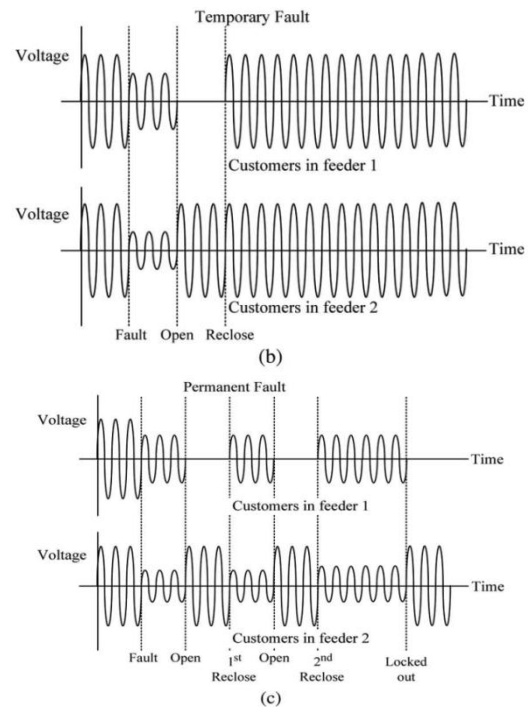 Temporary Fault
Voltage
Time
Customers in feeder 1
Voltage
Time
Customers in feeder 2
Fault Open Reclose
(b)
Permanent Fault
Voltage
Time
Customers in feeder 1
Voltage
Time
Customers in feeder 2
Fault Open 1st Open 2nd Locked
Reclose Reclose out
(c)